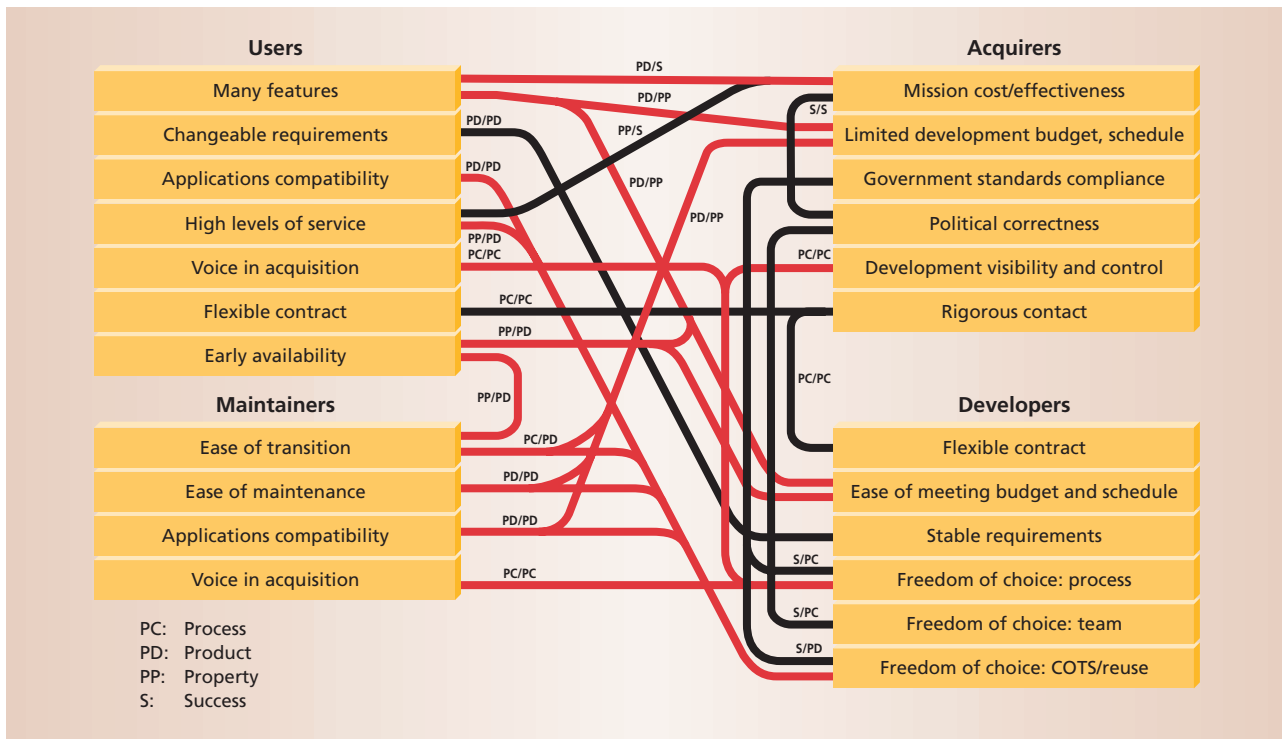 Users
Many features
Changeable requirements
Applications compatibility
High levels of service
Voice in acquisition
Flexible contract
Early availability
Maintainers
Ease of transition
Ease of maintenance
Applications compatibility
Voice in acquisition
PC: Process
PD: Product
PP: Property
S: Success
PD/S
PD/PP
PD/PD
PP/S
S/S
PD/PD
PD/PP
PD/PP
PP/PD
PC/PC
PC/PC
PC/PC
PP/PD
PC/PC
PP/PD
PC/PD
PD/PD
PD/PD
PC/PC
S/PC
S/PC
S/PD
Acquirers
Mission cost/effectiveness
Limited development budget, schedule
Government standards compliance
Political correctness
Development visibility and control
Rigorous contact
Developers
Flexible contract
Ease of meeting budget and schedule
Stable requirements
Freedom of choice: process
Freedom of choice: team
Freedom of choice: COTS/reuse